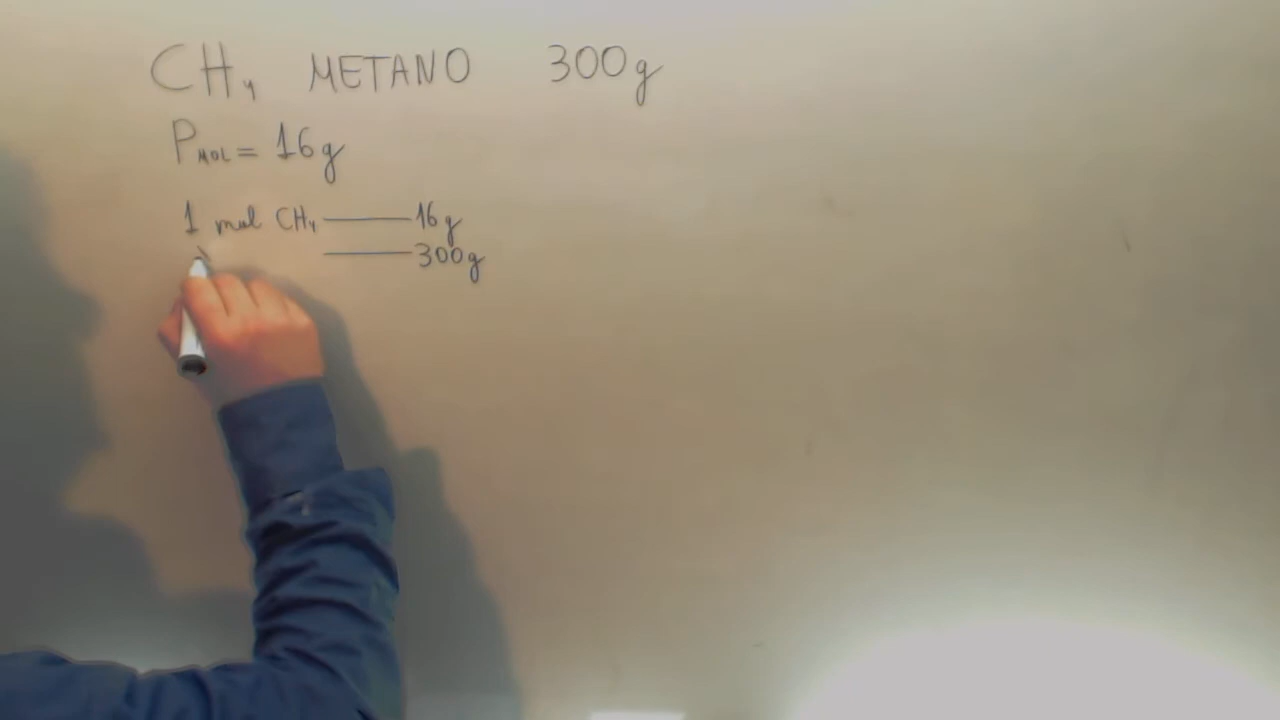 CH₄ METANO 300g
PMOL = 16g
1 mol CH₄ —— 16g
—— 300g